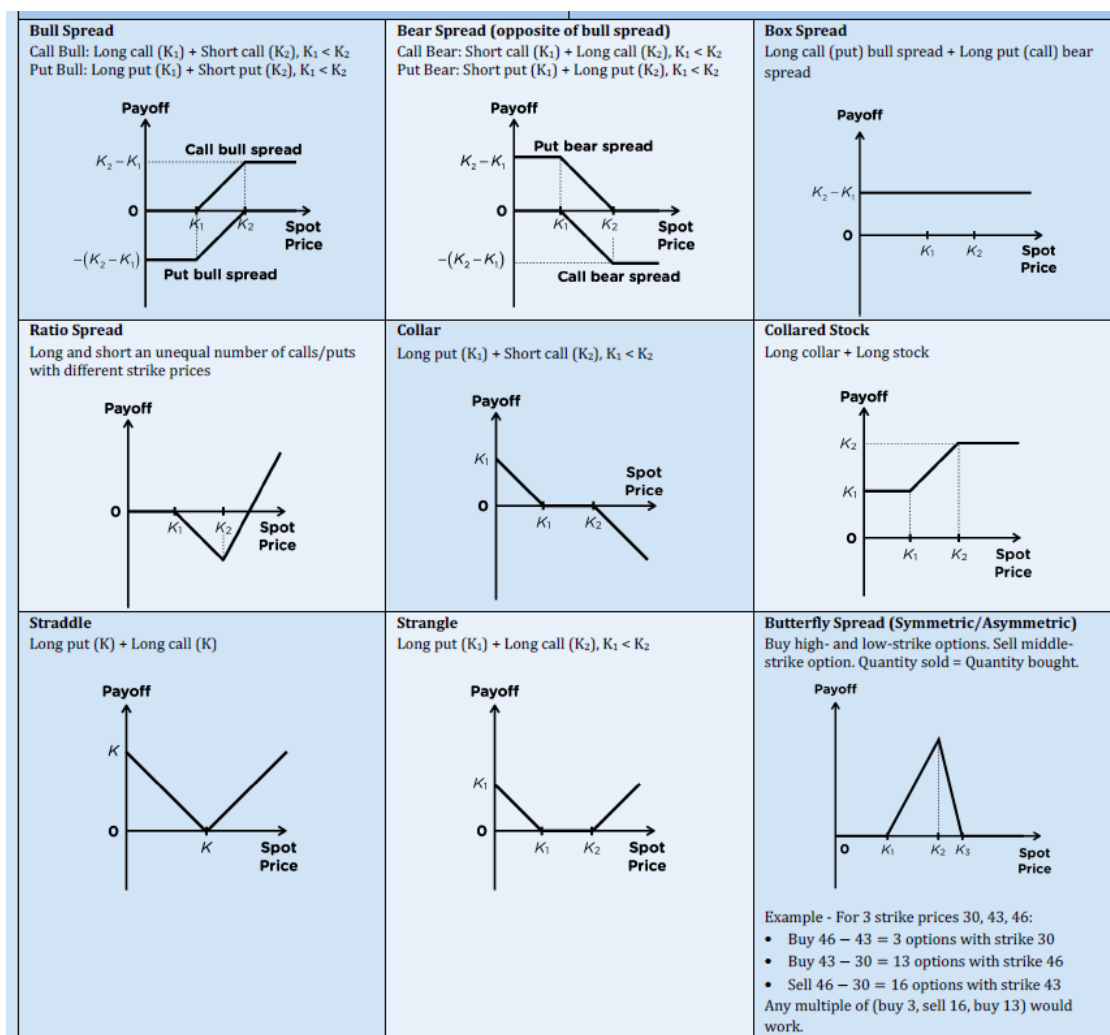 Bull Spread
Call Bull: Long call (K₁) + Short call (K₂), K₁ < K₂
Put Bull: Long put (K₁) + Short put (K₂), K₁ < K₂
Payoff
K₂ – K₁
Call bull spread
0
K₁
K₂
Spot
Price
–(K₂ – K₁)
Put bull spread
Bear Spread (opposite of bull spread)
Call Bear: Short call (K₁) + Long call (K₂), K₁ < K₂
Put Bear: Short put (K₁) + Long put (K₂), K₁ < K₂
Payoff
K₂ – K₁
Put bear spread
0
K₁
K₂
Spot
Price
–(K₂ – K₁)
Call bear spread
Box Spread
Long call (put) bull spread + Long put (call) bear
spread
Payoff
K₂ – K₁
0
K₁
K₂
Spot
Price
Ratio Spread
Long and short an unequal number of calls/puts
with different strike prices
Payoff
0
K₁
K₂
Spot
Price
Collar
Long put (K₁) + Short call (K₂), K₁ < K₂
Payoff
K₁
Spot
Price
0
K₁
K₂
Collared Stock
Long collar + Long stock
Payoff
K₂
K₁
0
K₁
K₂
Spot
Price
Straddle
Long put (K) + Long call (K)
Payoff
K
0
K
Spot
Price
Strangle
Long put (K₁) + Long call (K₂), K₁ < K₂
Payoff
K₁
0
K₁
K₂
Spot
Price
Butterfly Spread (Symmetric/Asymmetric)
Buy high- and low-strike options. Sell middle-
strike option. Quantity sold = Quantity bought.
Payoff
0
K₁
K₂
K₃
Spot
Price
Example - For 3 strike prices 30, 43, 46:
• Buy 46 − 43 = 3 options with strike 30
• Buy 43 − 30 = 13 options with strike 46
• Sell 46 − 30 = 16 options with strike 43
Any multiple of (buy 3, sell 16, buy 13) would
work.